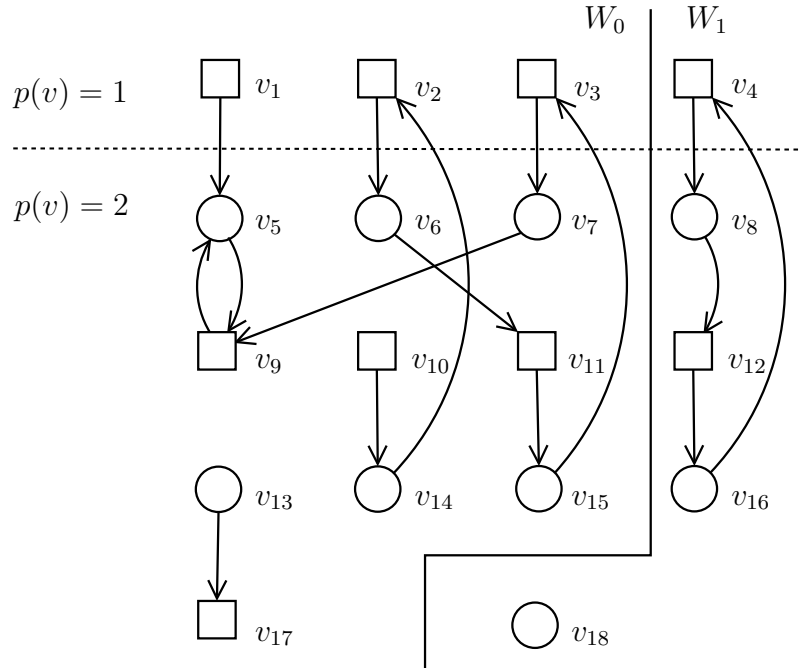 W₀ W₁
p(v) = 1 v₁ v₂ v₃ v₄
p(v) = 2 v₅ v₆ v₇ v₈
v₉ v₁₀ v₁₁ v₁₂
v₁₃ v₁₄ v₁₅ v₁₆
v₁₇ v₁₈